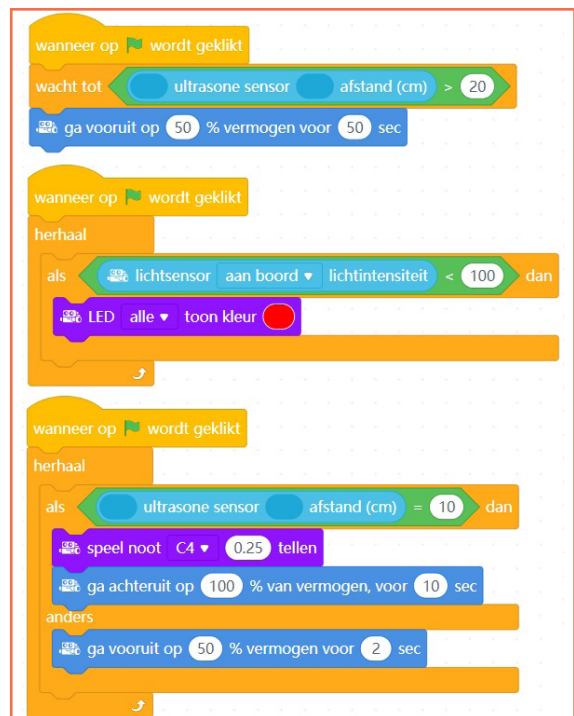 wanneer op wordt geklikt
wacht tot ultrasone sensor afstand (cm) > 20
ga vooruit op 50 % vermogen voor 50 sec
wanneer op wordt geklikt
herhaal
als lichtsensor aan boord lichtintensiteit < 100 dan
LED alle toon kleur
wanneer op wordt geklikt
herhaal
als ultrasone sensor afstand (cm) = 10 dan
speel noot C4 0.25 tellen
ga achteruit op 100 % van vermogen, voor 10 sec
anders
ga vooruit op 50 % vermogen voor 2 sec